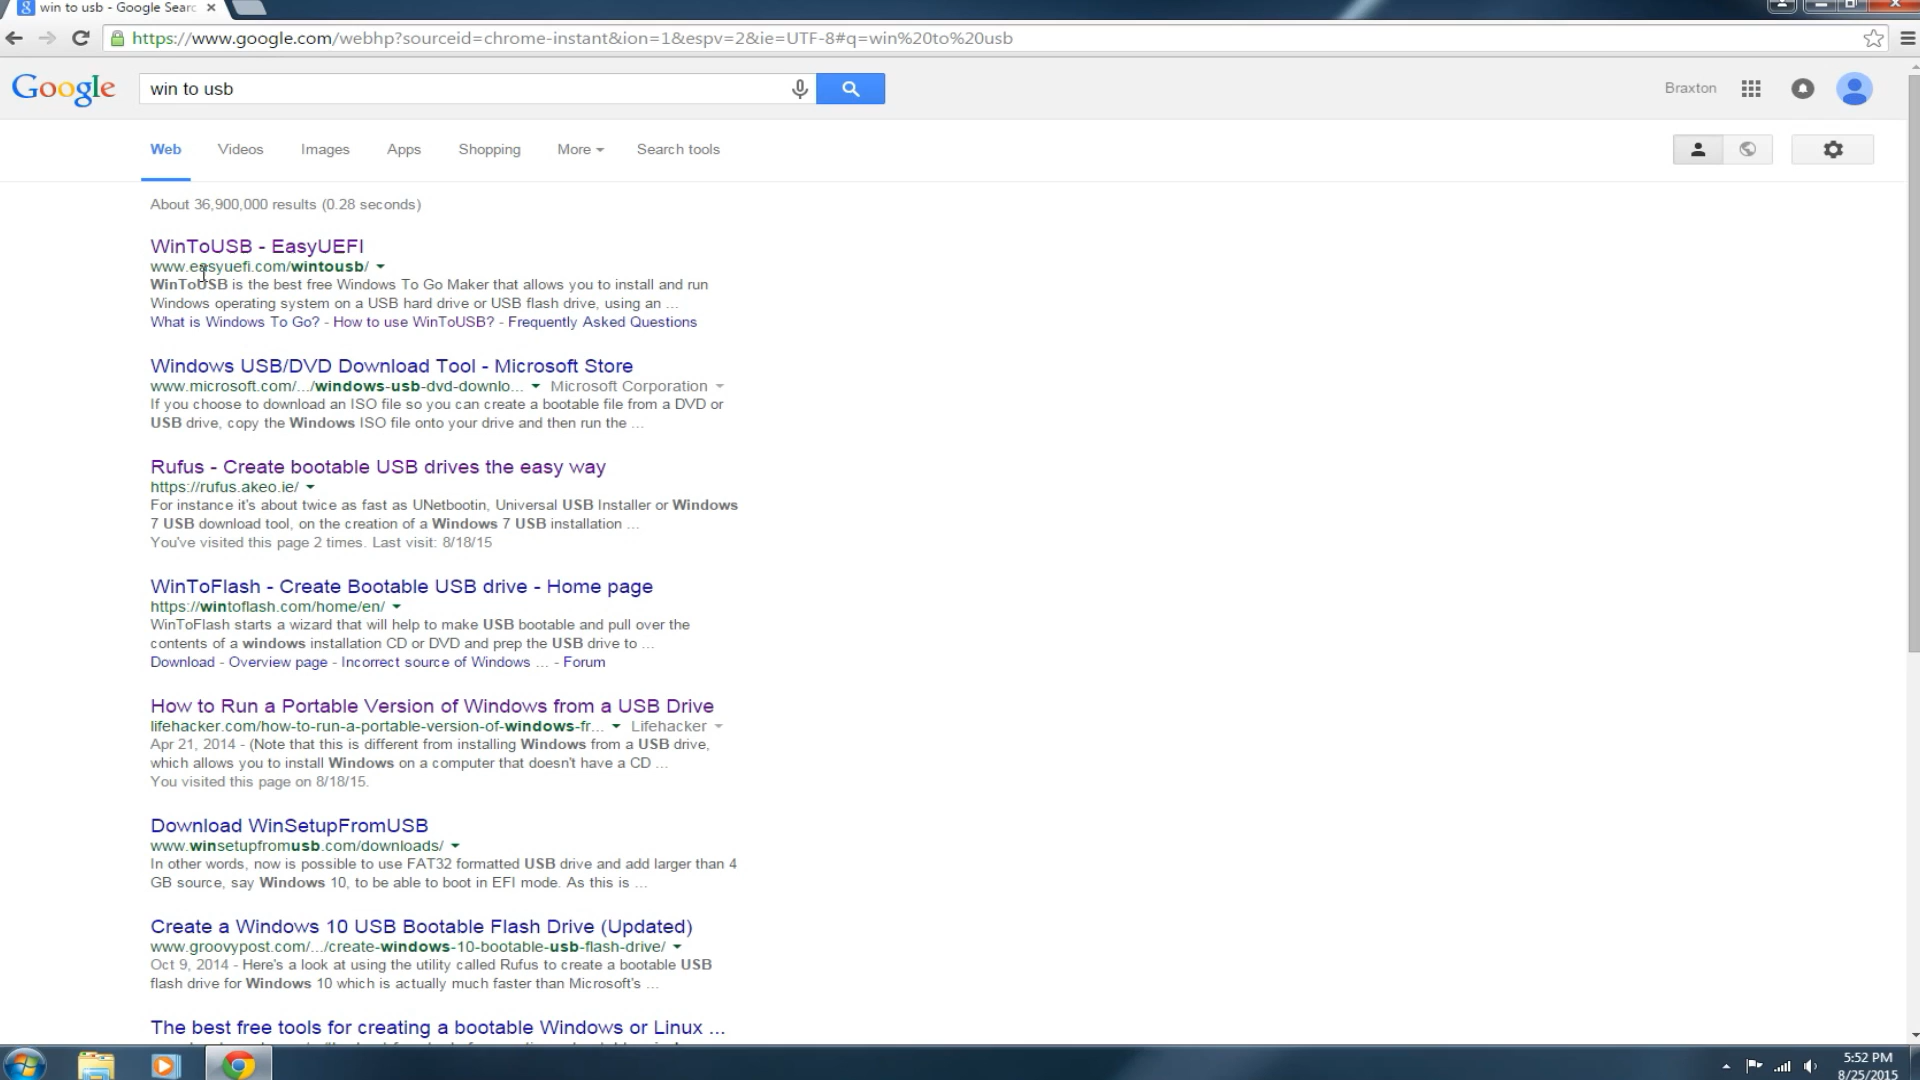 win to usb - Google Searc
https://www.google.com/webhp?sourceid=chrome-instant&ion=1&espv=2&ie=UTF-8#q=win%20to%20usb
Google
win to usb
Braxton
Web Videos Images Apps Shopping More Search tools
About 36,900,000 results (0.28 seconds)
WinToUSB - EasyUEFI
www.easyuefi.com/wintousb/
WinToUSB is the best free Windows To Go Maker that allows you to install and run
Windows operating system on a USB hard drive or USB flash drive, using an ...
What is Windows To Go? - How to use WinToUSB? - Frequently Asked Questions
Windows USB/DVD Download Tool - Microsoft Store
www.microsoft.com/.../windows-usb-dvd-downlo... Microsoft Corporation
If you choose to download an ISO file so you can create a bootable file from a DVD or
USB drive, copy the Windows ISO file onto your drive and then run the ...
Rufus - Create bootable USB drives the easy way
https://rufus.akeo.ie/
For instance it's about twice as fast as UNetbootin, Universal USB Installer or Windows
7 USB download tool, on the creation of a Windows 7 USB installation ...
You've visited this page 2 times. Last visit: 8/18/15
WinToFlash - Create Bootable USB drive - Home page
https://wintoflash.com/home/en/
WinToFlash starts a wizard that will help to make USB bootable and pull over the
contents of a windows installation CD or DVD and prep the USB drive to ...
Download - Overview page - Incorrect source of Windows ... - Forum
How to Run a Portable Version of Windows from a USB Drive
lifehacker.com/how-to-run-a-portable-version-of-windows-fr... Lifehacker
Apr 21, 2014 - (Note that this is different from installing Windows from a USB drive,
which allows you to install Windows on a computer that doesn't have a CD ...
You visited this page on 8/18/15.
Download WinSetupFromUSB
www.winsetupfromusb.com/downloads/
In other words, now is possible to use FAT32 formatted USB drive and add larger than 4
GB source, say Windows 10, to be able to boot in EFI mode. As this is ...
Create a Windows 10 USB Bootable Flash Drive (Updated)
www.groovypost.com/.../create-windows-10-bootable-usb-flash-drive/
Oct 9, 2014 - Here's a look at using the utility called Rufus to create a bootable USB
flash drive for Windows 10 which is actually much faster than Microsoft's ...
The best free tools for creating a bootable Windows or Linux ...
5:52 PM
8/25/2015